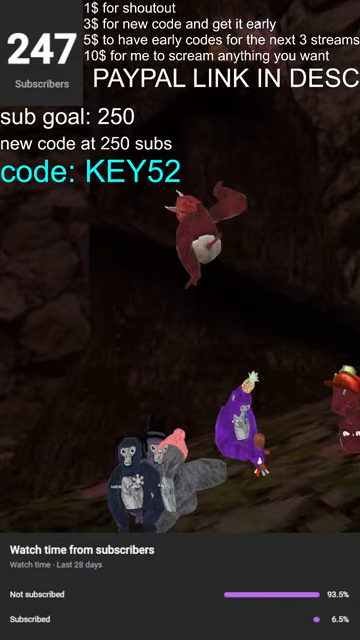 247
Subscribers
1$ for shoutout
3$ for new code and get it early
5$ to have early codes for the next 3 streams
10$ for me to scream anything you want
PAYPAL LINK IN DESC
sub goal: 250
new code at 250 subs
code: KEY52
Watch time from subscribers
Watch time · Last 28 days
Not subscribed 93.5%
Subscribed 6.5%